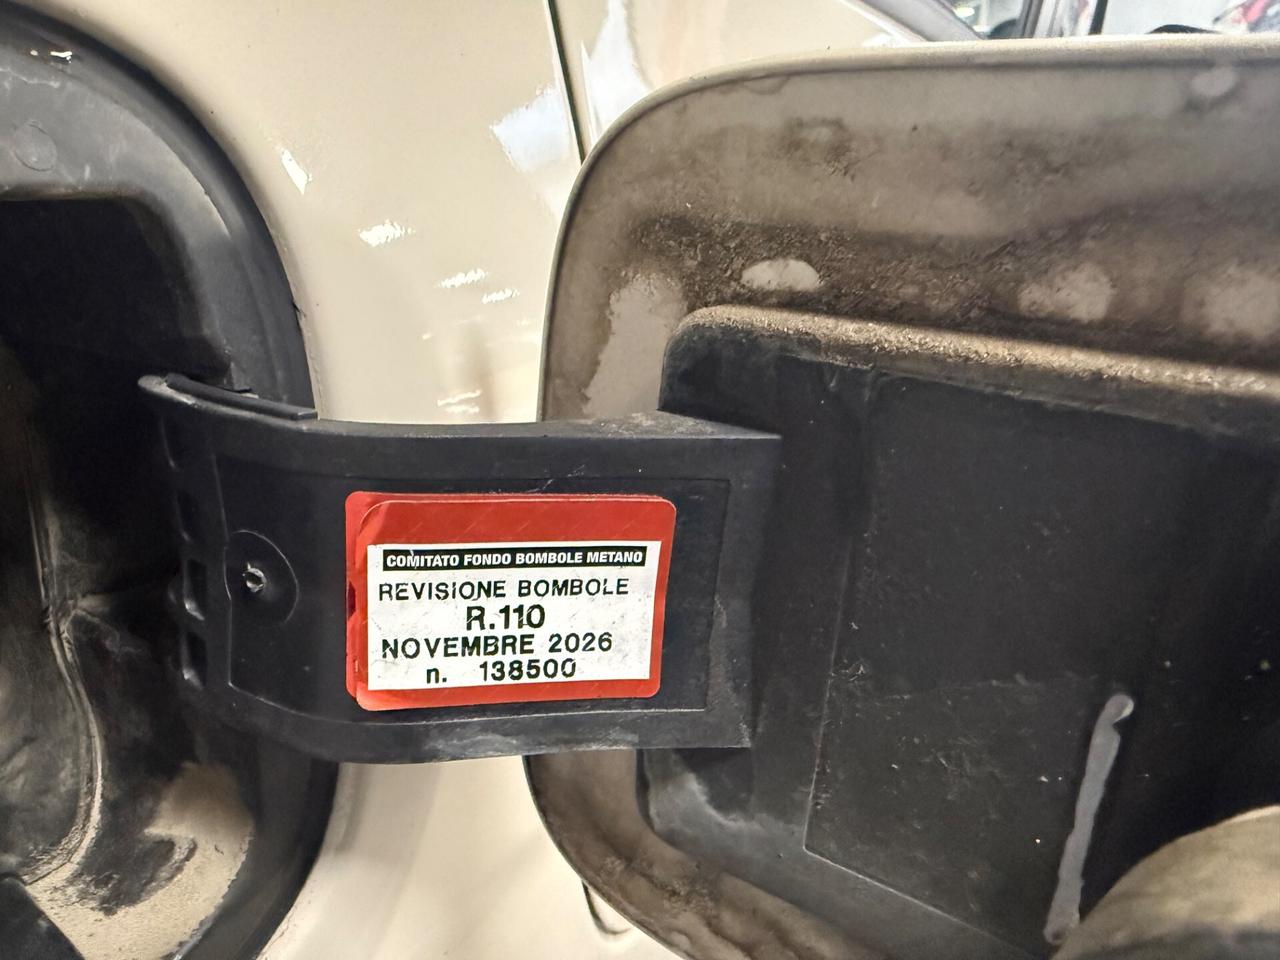 COMITATO FONDO BOMBOLE METANO
REVISIONE BOMBOLE
R.110
NOVEMBRE 2026
n. 138500